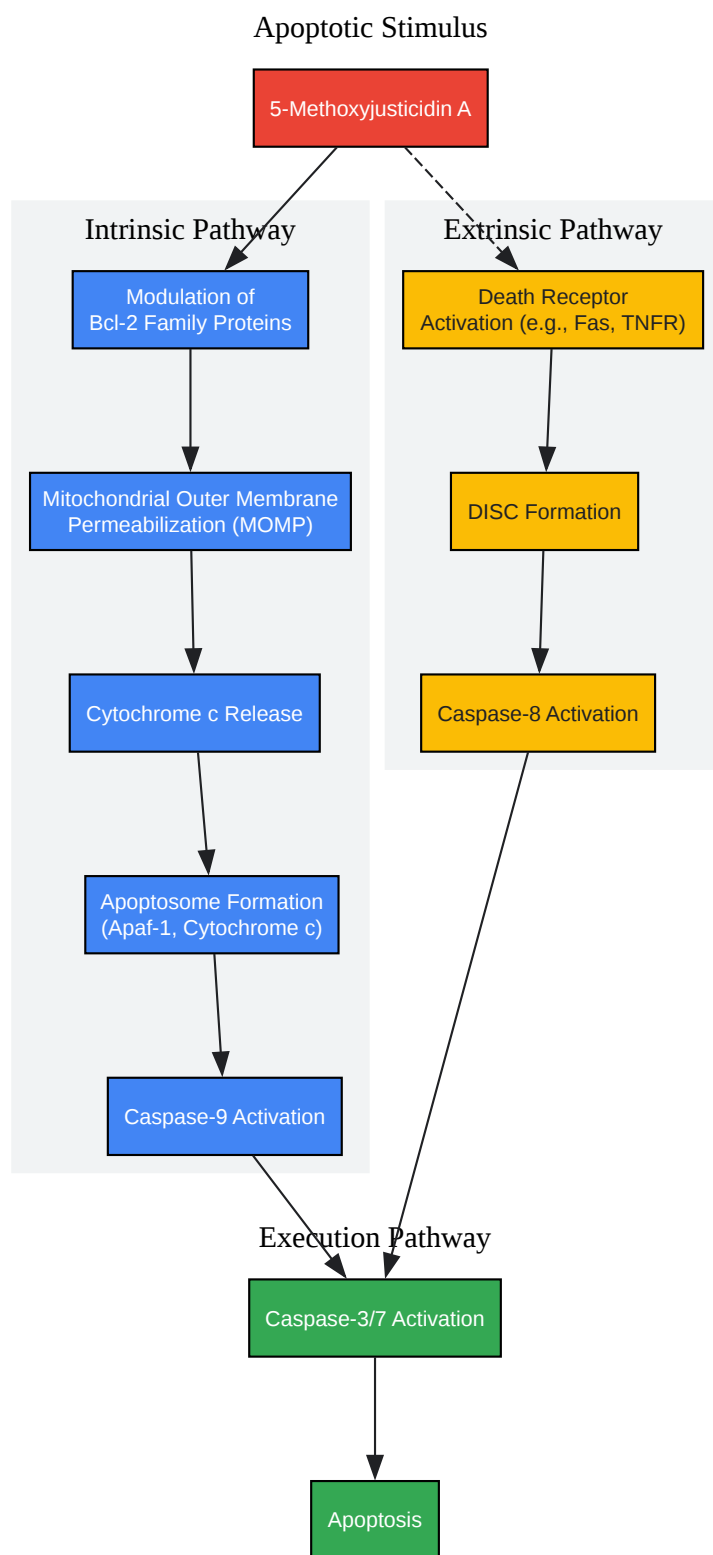 Apoptotic Stimulus
5-Methoxyjusticidin A
Intrinsic Pathway
Modulation of
Bcl-2 Family Proteins
Mitochondrial Outer Membrane
Permeabilization (MOMP)
Cytochrome c Release
Apoptosome Formation
(Apaf-1, Cytochrome c)
Caspase-9 Activation
Extrinsic Pathway
Death Receptor
Activation (e.g., Fas, TNFR)
DISC Formation
Caspase-8 Activation
Execution Pathway
Caspase-3/7 Activation
Apoptosis